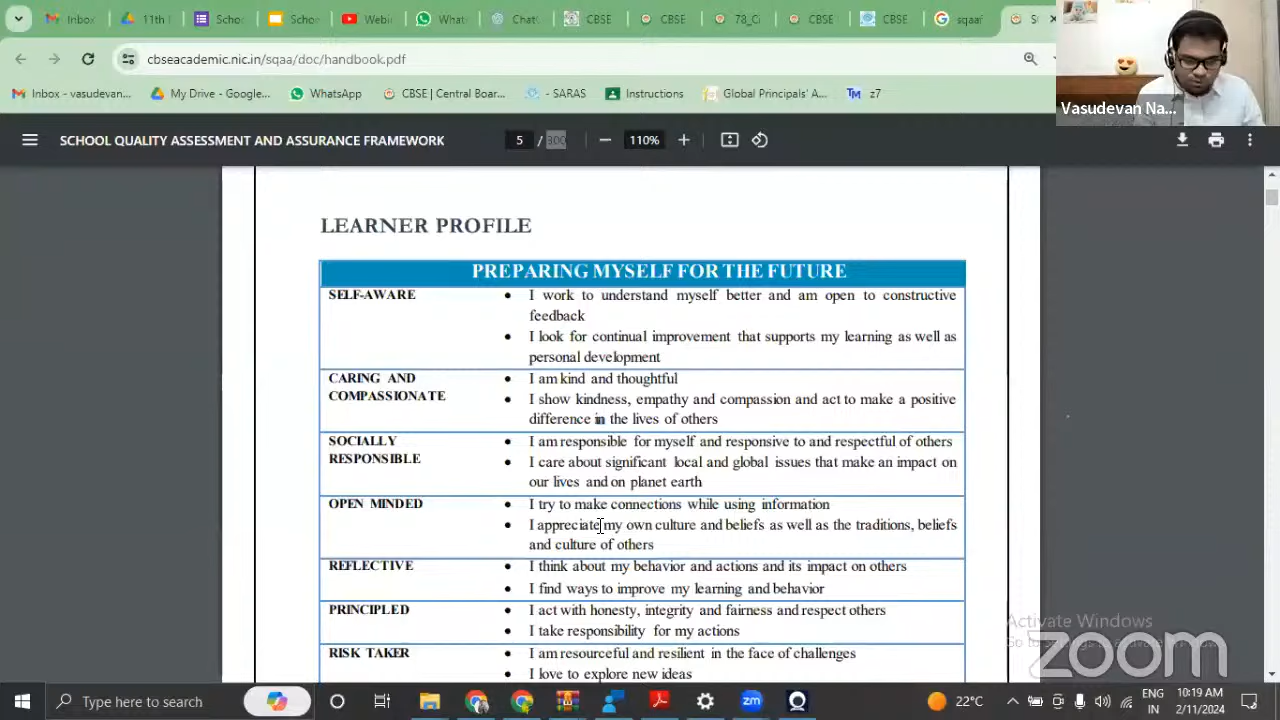 Inbox
11th I
Scho
Scho
Webi
What
Chat
CBSE
CBSE
78_Ci
CBSE
CBSE
sqaaf
cbseacademic.nic.in/sqaa/doc/handbook.pdf
Inbox - vasudevan...
My Drive - Google...
WhatsApp
CBSE | Central Boar...
- SARAS
Instructions
Global Principals' A...
z7
Vasudevan Na...
SCHOOL QUALITY ASSESSMENT AND ASSURANCE FRAMEWORK
5 / 300
110%
LEARNER PROFILE
PREPARING MYSELF FOR THE FUTURE
SELF-AWARE
• I work to understand myself better and am open to constructive
feedback
• I look for continual improvement that supports my learning as well as
personal development
CARING AND
COMPASSIONATE
• I am kind and thoughtful
• I show kindness, empathy and compassion and act to make a positive
difference in the lives of others
SOCIALLY
RESPONSIBLE
• I am responsible for myself and responsive to and respectful of others
• I care about significant local and global issues that make an impact on
our lives and on planet earth
OPEN MINDED
• I try to make connections while using information
• I appreciate my own culture and beliefs as well as the traditions, beliefs
and culture of others
REFLECTIVE
• I think about my behavior and actions and its impact on others
• I find ways to improve my learning and behavior
PRINCIPLED
• I act with honesty, integrity and fairness and respect others
• I take responsibility for my actions
RISK TAKER
• I am resourceful and resilient in the face of challenges
• I love to explore new ideas
Activate Windows
zoom
Type here to search
22°C
ENG
IN
10:19 AM
2/11/2024